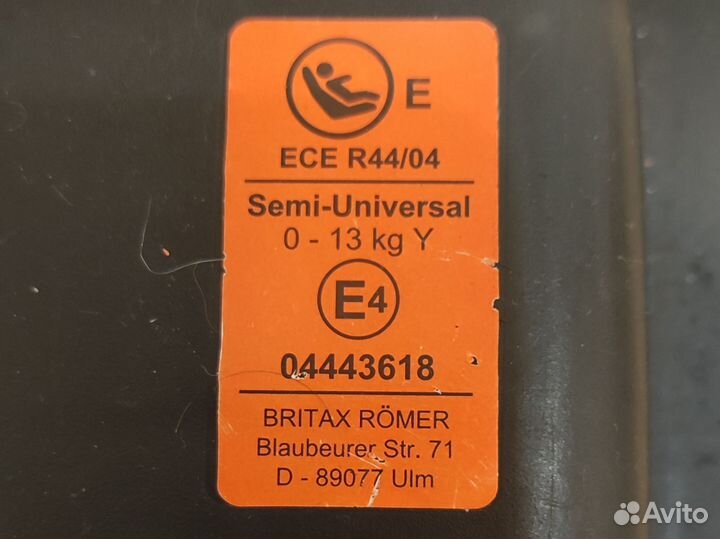 E
ECE R44/04
Semi-Universal
0 - 13 kg Y
E4
04443618
BRITAX RÖMER
Blaubeurer Str. 71
D - 89077 Ulm
Avito